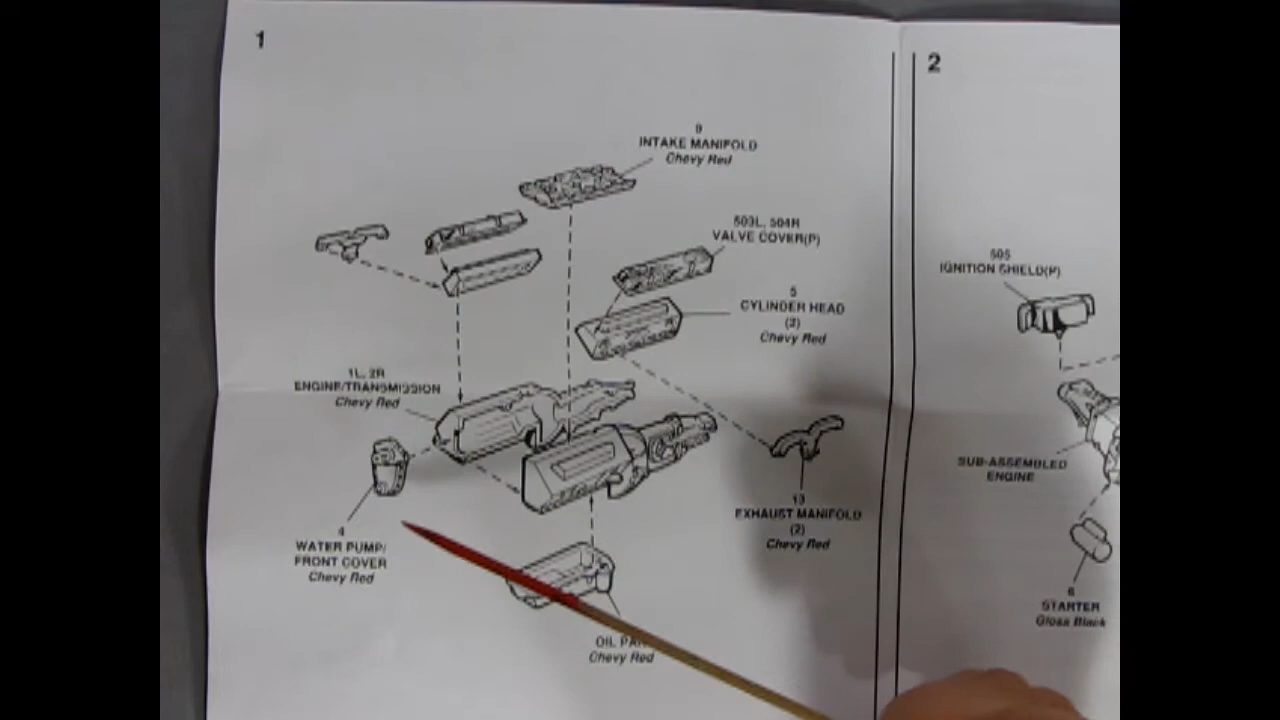 1
9
INTAKE MANIFOLD
Chevy Red
503L, 504R
VALVE COVER(P)
5
CYLINDER HEAD
(2)
Chevy Red
1L, 2R
ENGINE/TRANSMISSION
Chevy Red
4
WATER PUMP/
FRONT COVER
Chevy Red
13
EXHAUST MANIFOLD
(2)
Chevy Red
OIL
Chevy Red
2
505
IGNITION SHIELD(P)
SUB-ASSEMBLED
ENGINE
6
STARTER
Gloss Black